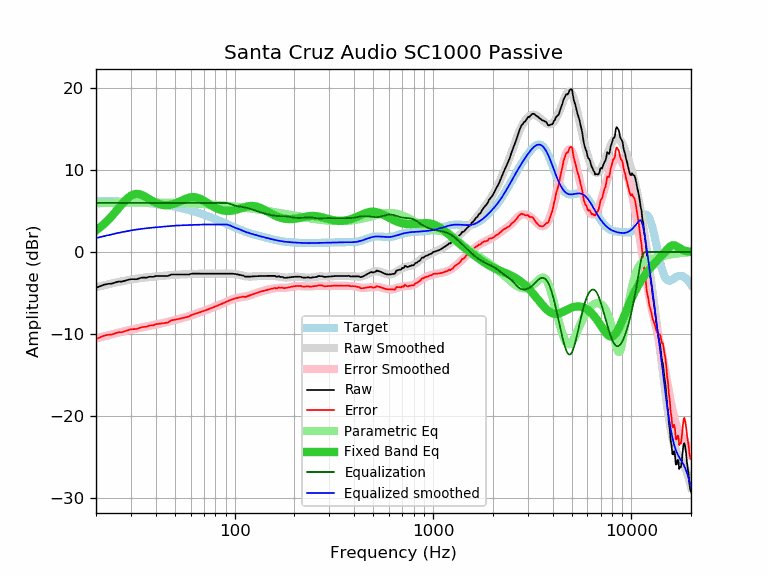 Santa Cruz Audio SC1000 Passive
20
10
0
−10
−20
−30
Amplitude (dBr)
Target
Raw Smoothed
Error Smoothed
Raw
Error
Parametric Eq
Fixed Band Eq
Equalization
Equalized smoothed
100
1000
10000
Frequency (Hz)